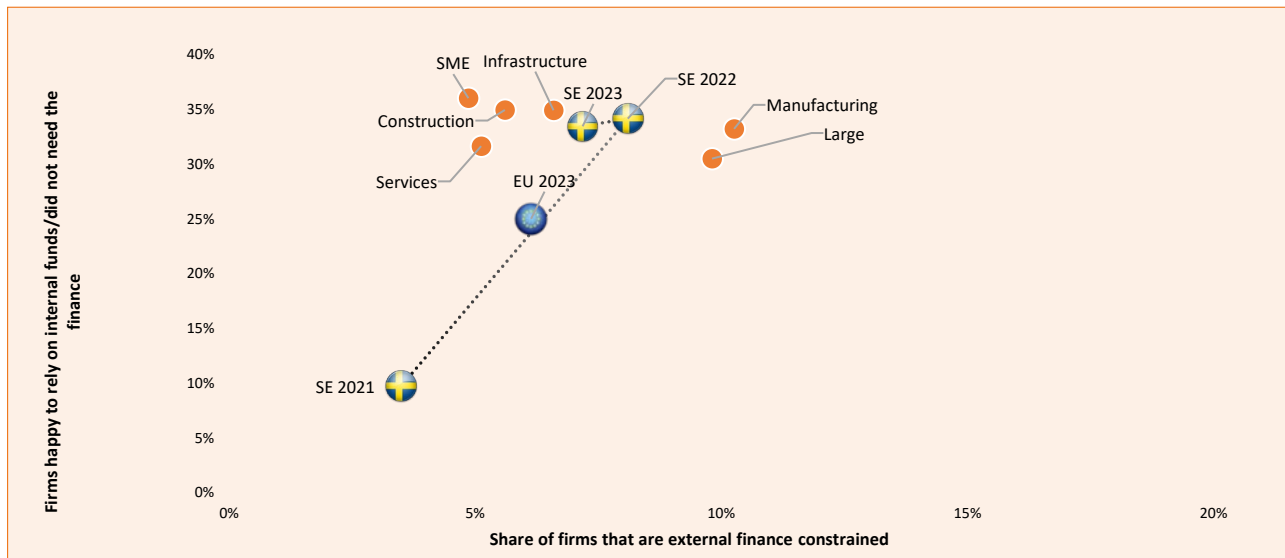 40%
35%
30%
25%
20%
15%
10%
5%
0%
Firms happy to rely on internal funds/did not need the
finance
SME
Infrastructure
SE 2023
SE 2022
Construction
Manufacturing
Large
Services
EU 2023
SE 2021
0%
5%
10%
15%
20%
Share of firms that are external finance constrained